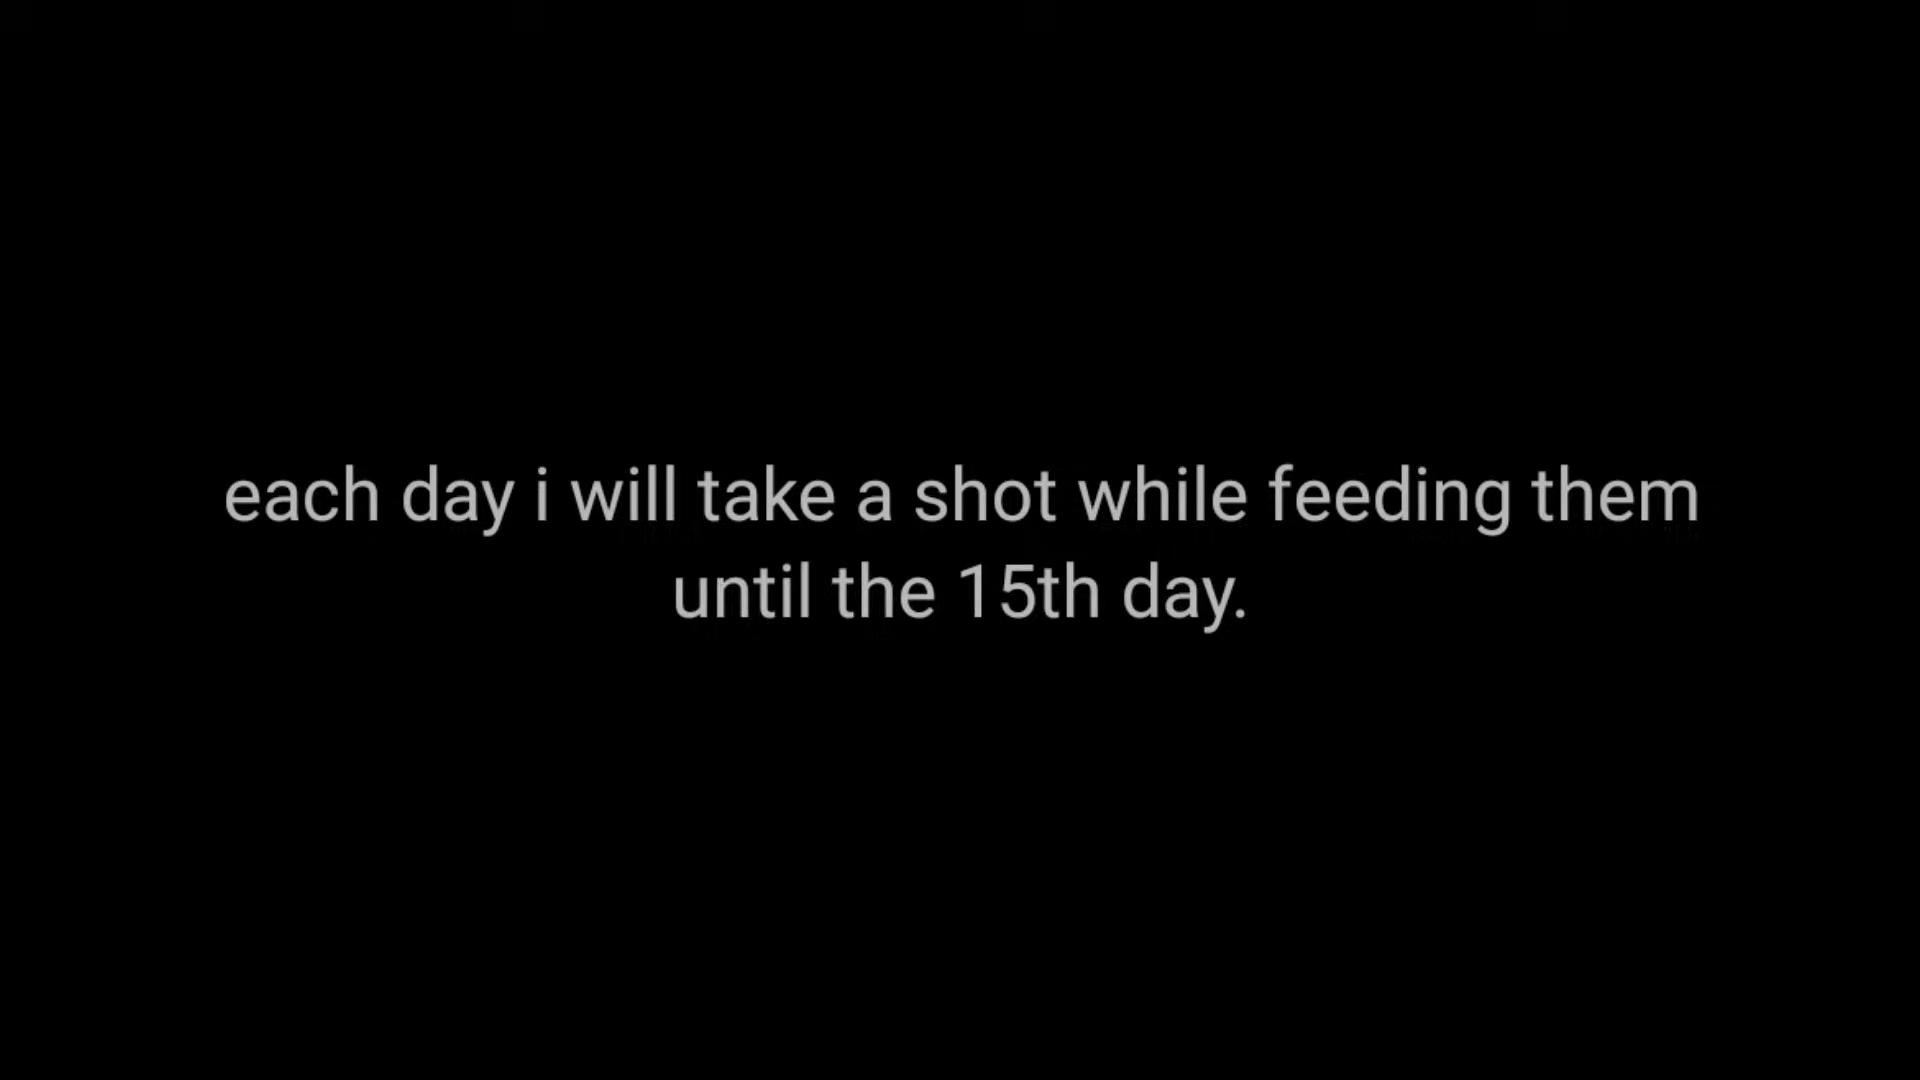 each day i will take a shot while feeding them
until the 15th day.